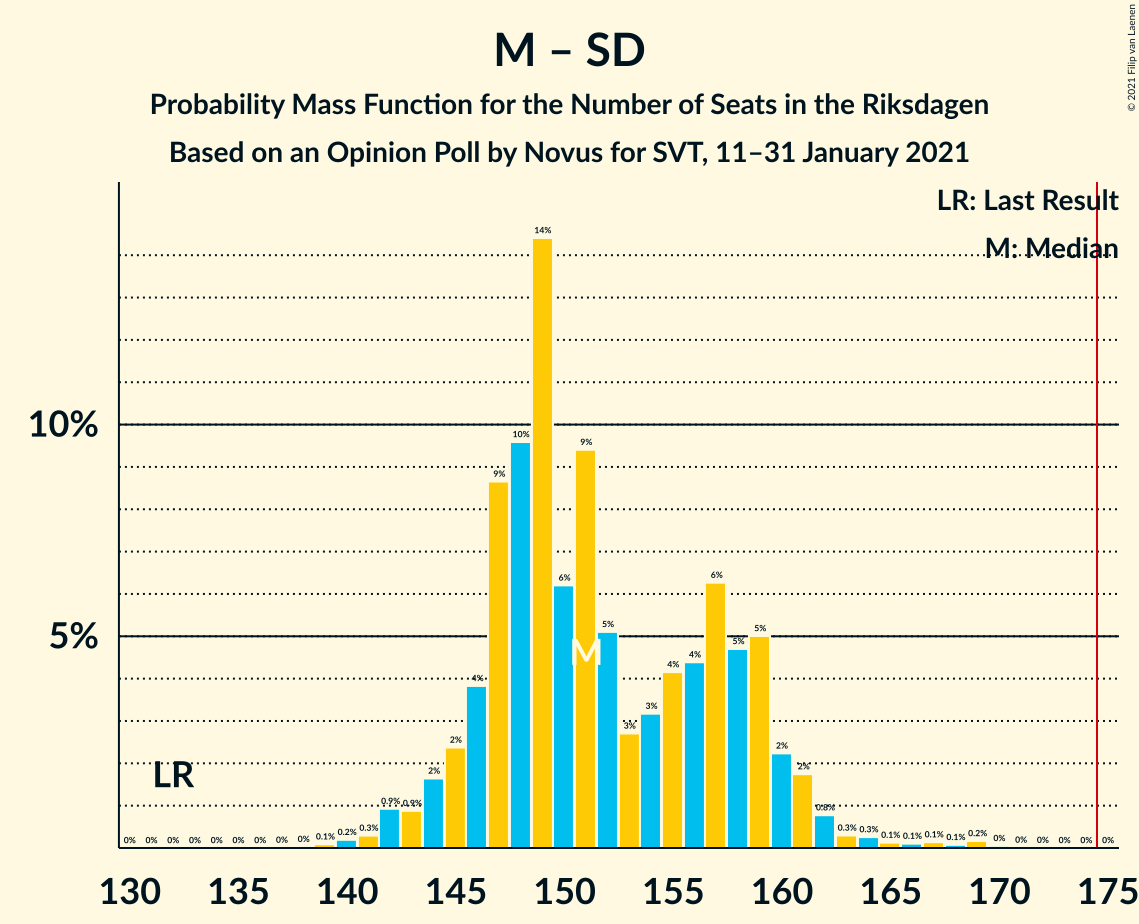 M – SD
Probability Mass Function for the Number of Seats in the Riksdagen
Based on an Opinion Poll by Novus for SVT, 11–31 January 2021
© 2021 Filip van Laenen
LR: Last Result
M: Median
10%
5%
LR
M
0% 0% 0% 0% 0% 0% 0% 0% 0% 0.1% 0.2% 0.3% 0.9% 0.9% 2% 2% 4% 9% 10% 14% 6% 9% 5% 3% 3% 4% 4% 6% 5% 5% 2% 2% 0.8% 0.3% 0.3% 0.1% 0.1% 0.1% 0.1% 0.2% 0% 0% 0% 0% 0% 0%
130 135 140 145 150 155 160 165 170 175